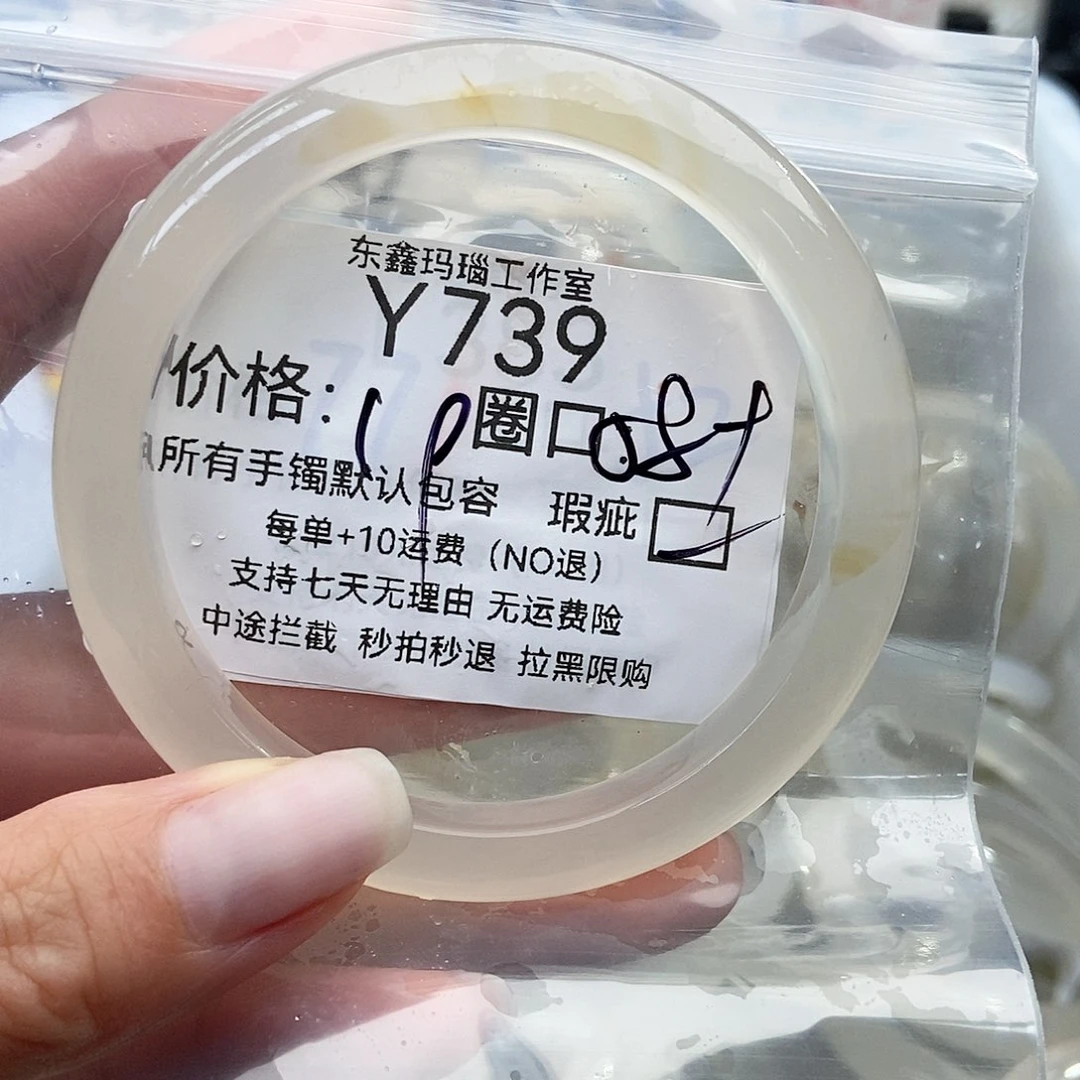 东鑫玛瑙工作室
Y739
价格: 圈口
所有手镯默认包容 瑕疵
每单+10运费（NO退）
支持七天无理由 无运费险
中途拦截 秒拍秒退 拉黑限购